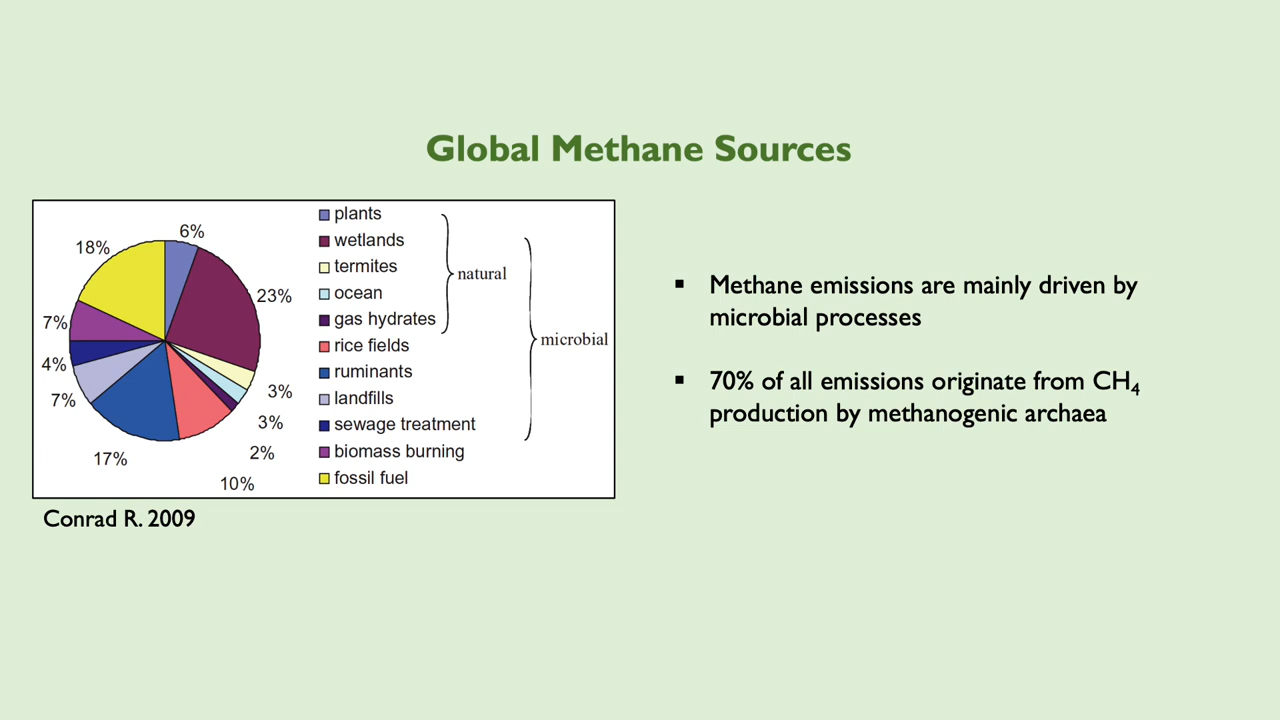 Global Methane Sources
6%
18%
23%
7%
4%
7%
3%
3%
2%
17%
10%
plants
wetlands
termites
ocean
gas hydrates
rice fields
ruminants
landfills
sewage treatment
biomass burning
fossil fuel
natural
microbial
Conrad R. 2009
▪ Methane emissions are mainly driven by
microbial processes
▪ 70% of all emissions originate from CH₄
production by methanogenic archaea